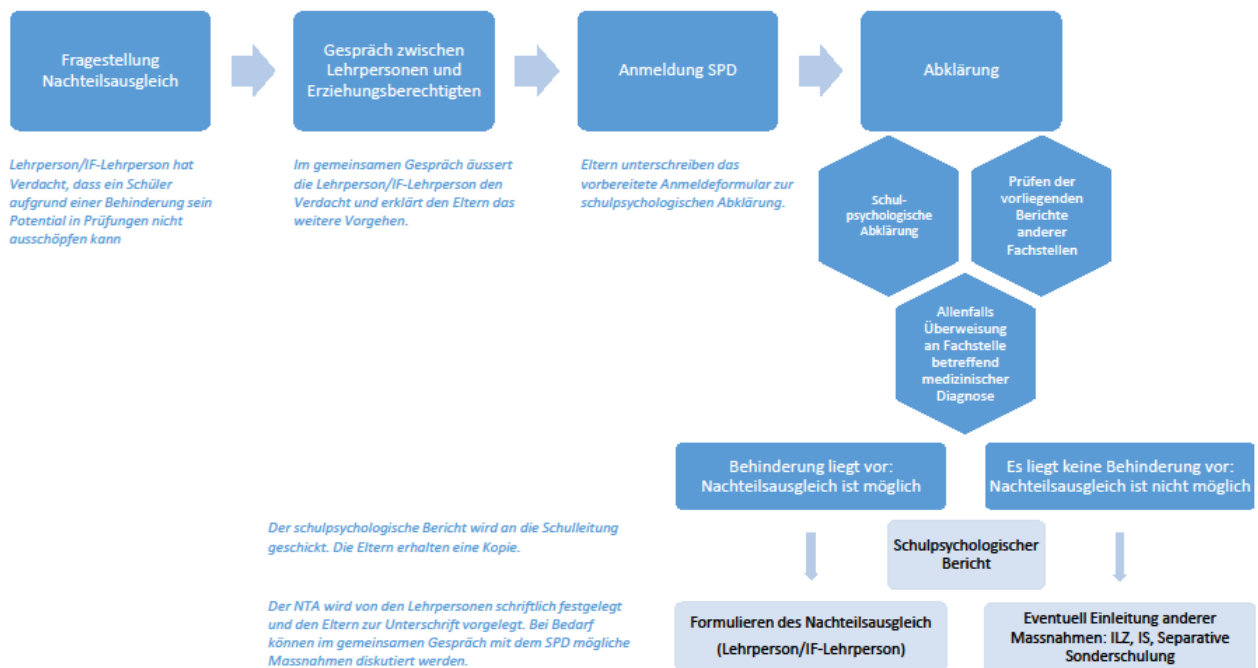 Fragestellung
Nachteilsausgleich
Gespräch zwischen
Lehrpersonen und
Erziehungsberechtigten
Anmeldung SPD
Abklärung
Lehrperson/IF-Lehrperson hat
Verdacht, dass ein Schüler
aufgrund einer Behinderung sein
Potential in Prüfungen nicht
ausschöpfen kann
Im gemeinsamen Gespräch äussert
die Lehrperson/IF-Lehrperson den
Verdacht und erklärt den Eltern das
weitere Vorgehen.
Eltern unterschreiben das
vorbereitete Anmeldeformular zur
schulpsychologischen Abklärung.
Schul-
psychologische
Abklärung
Prüfen der
vorliegenden
Berichte
anderer
Fachstellen
Allenfalls
Überweisung
an Fachstelle
betreffend
medizinischer
Diagnose
Behinderung liegt vor:
Nachteilsausgleich ist möglich
Es liegt keine Behinderung vor:
Nachteilsausgleich ist nicht möglich
Der schulpsychologische Bericht wird an die Schulleitung
geschickt. Die Eltern erhalten eine Kopie.
Schulpsychologischer
Bericht
Der NTA wird von den Lehrpersonen schriftlich festgelegt
und den Eltern zur Unterschrift vorgelegt. Bei Bedarf
können im gemeinsamen Gespräch mit dem SPD mögliche
Massnahmen diskutiert werden.
Formulieren des Nachteilsausgleich
(Lehrperson/IF-Lehrperson)
Eventuell Einleitung anderer
Massnahmen: ILZ, IS, Separative
Sonderschulung